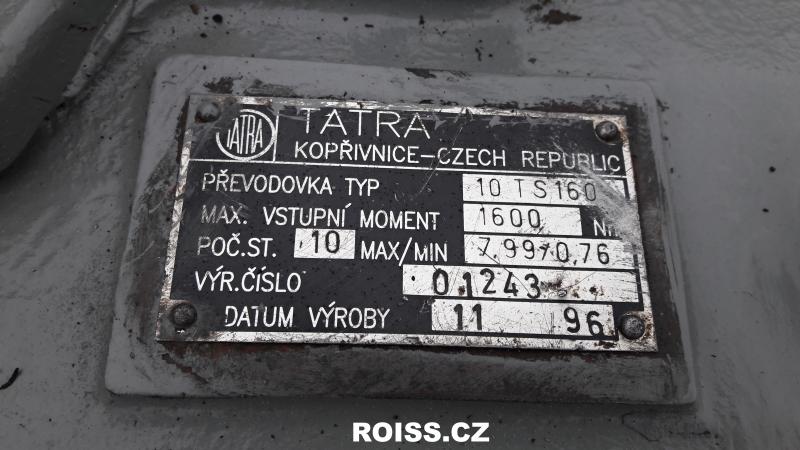 TATRA TATRA
KOPŘIVNICE-CZECH REPUBLIC
PŘEVODOVKA TYP 10 TS160
MAX. VSTUPNÍ MOMENT 1600 Nm
POČ.ST. 10 MAX/MIN 7,99/0,76
VÝR.ČÍSLO 01243
DATUM VÝROBY 11 96
ROISS.CZ